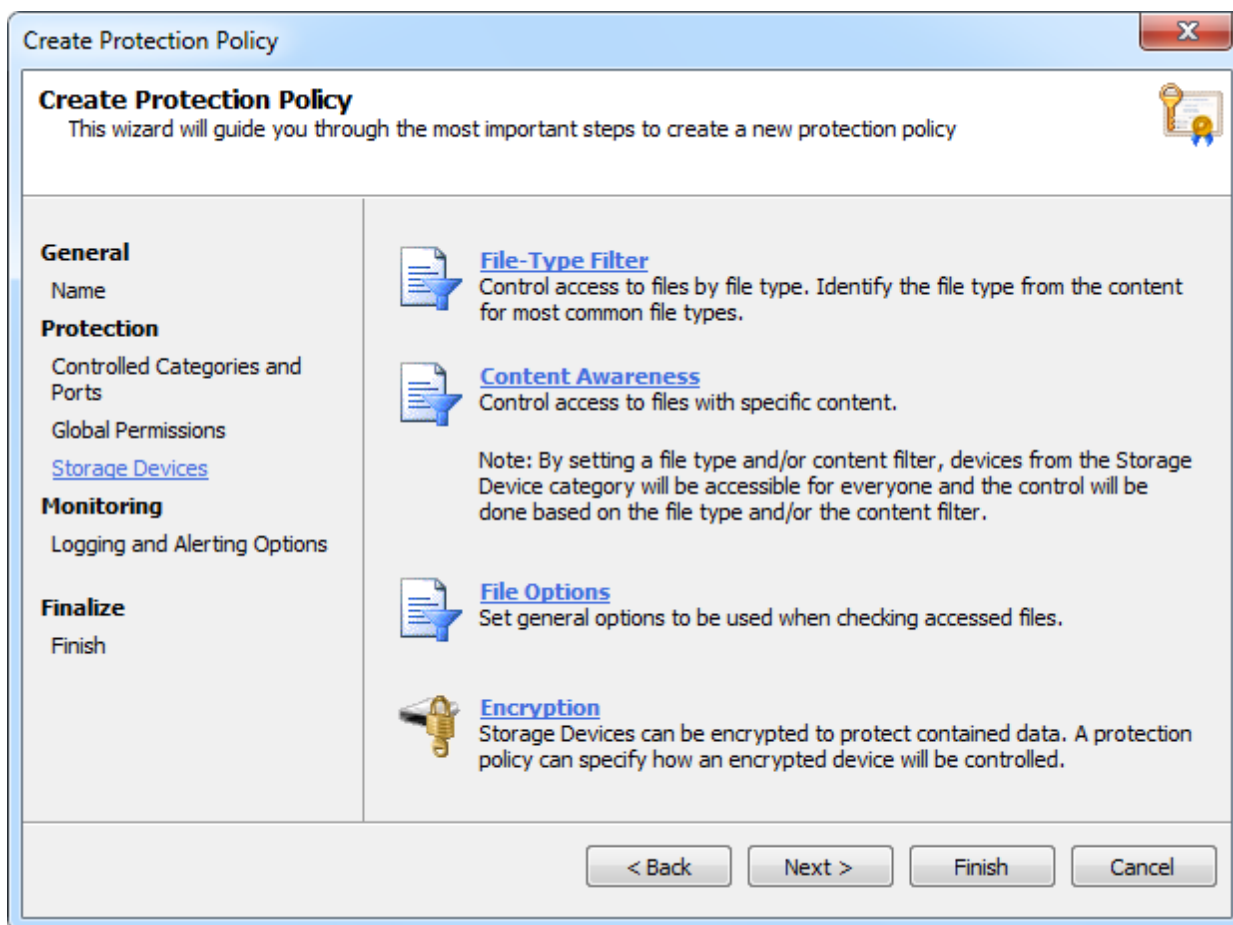 Create Protection Policy
Create Protection Policy
This wizard will guide you through the most important steps to create a new protection policy
General
Name
Protection
Controlled Categories and
Ports
Global Permissions
Storage Devices
Monitoring
Logging and Alerting Options
Finalize
Finish
File-Type Filter
Control access to files by file type. Identify the file type from the content
for most common file types.
Content Awareness
Control access to files with specific content.
Note: By setting a file type and/or content filter, devices from the Storage
Device category will be accessible for everyone and the control will be
done based on the file type and/or the content filter.
File Options
Set general options to be used when checking accessed files.
Encryption
Storage Devices can be encrypted to protect contained data. A protection
policy can specify how an encrypted device will be controlled.
< Back
Next >
Finish
Cancel